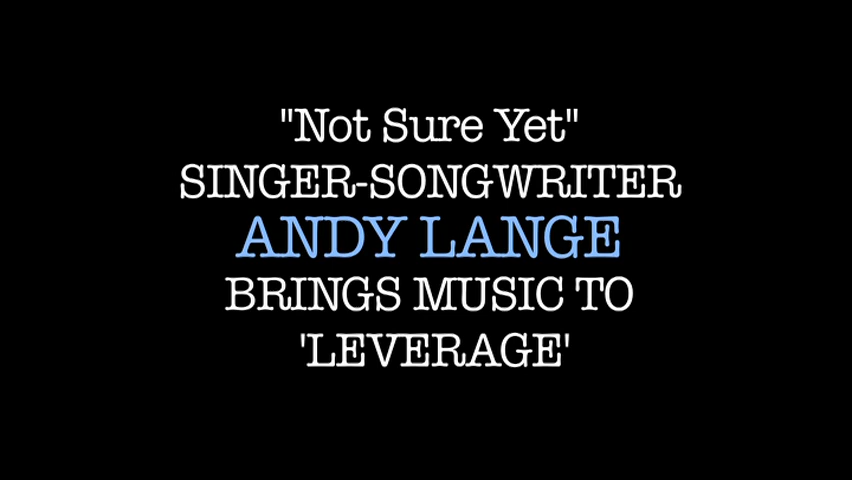 "Not Sure Yet"
SINGER-SONGWRITER
ANDY LANGE
BRINGS MUSIC TO
'LEVERAGE'